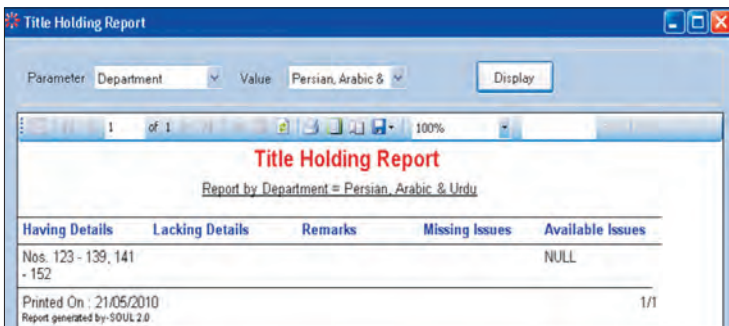 Title Holding Report
Parameter Department Value Persian, Arabic & Display
1 of 1 100%
Title Holding Report
Report by Department = Persian, Arabic & Urdu
Having Details Lacking Details Remarks Missing Issues Available Issues
Nos. 123 - 139, 141 NULL
- 152
Printed On : 21/05/2010 1/1
Report generated by-SOUL 2.0